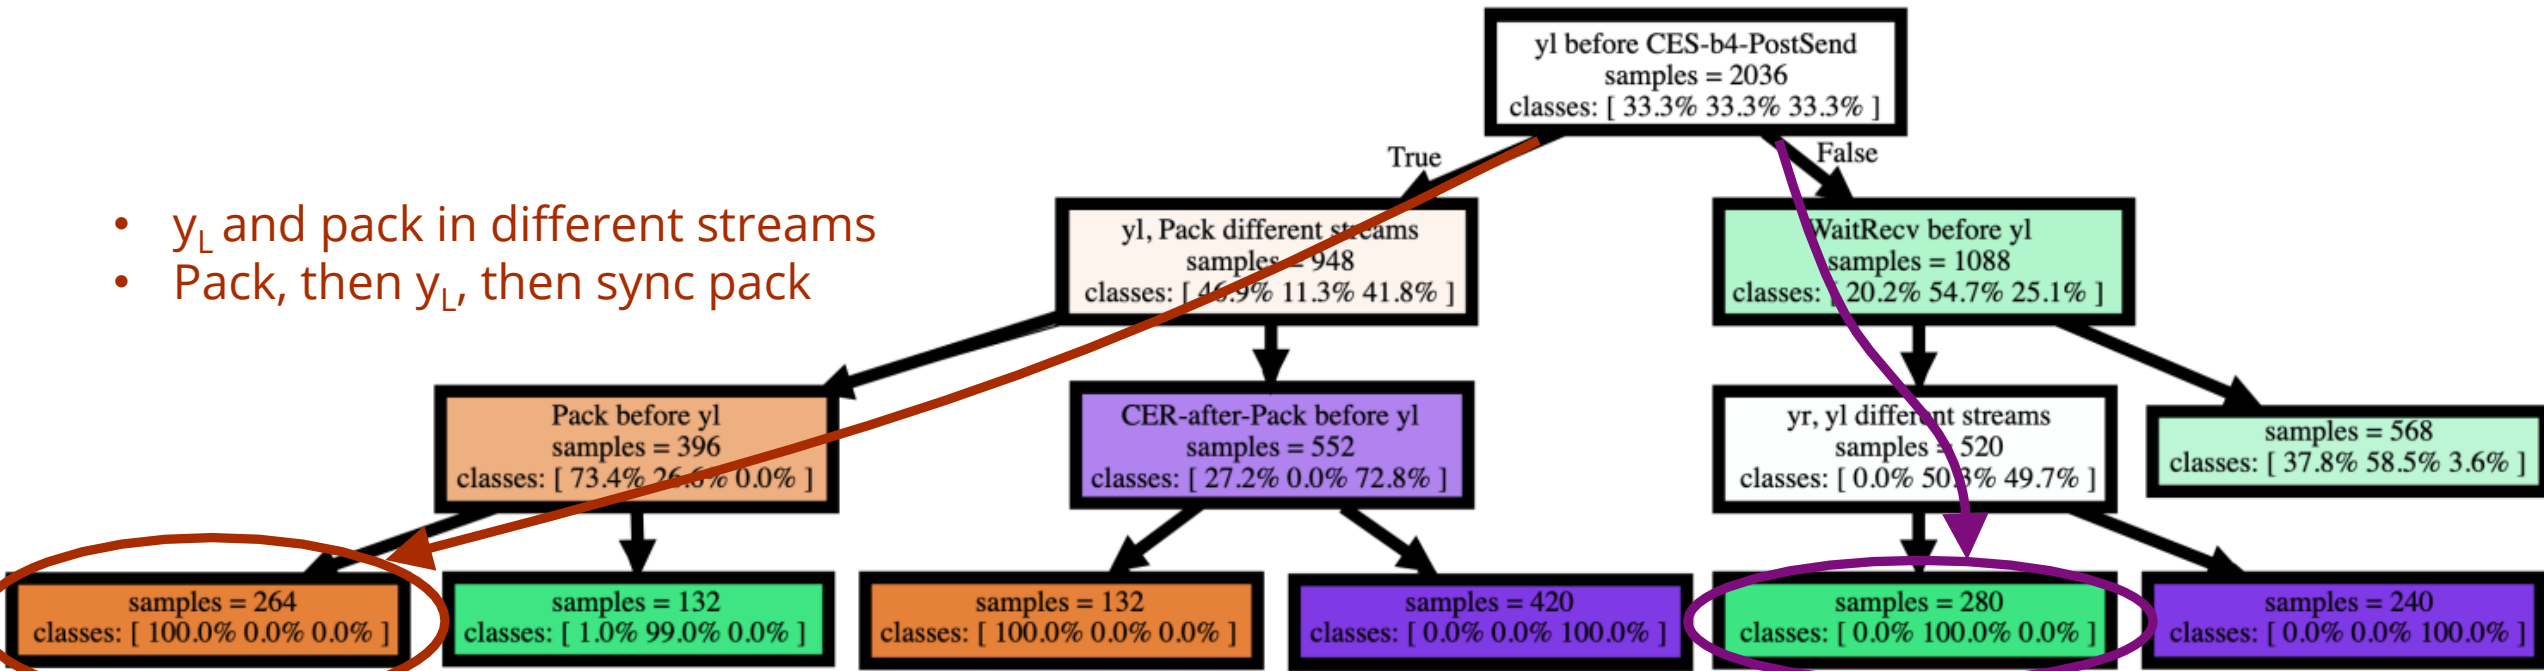 yl before CES-b4-PostSend
samples = 2036
classes: [ 33.3% 33.3% 33.3% ]
True
False
• yL and pack in different streams
• Pack, then yL, then sync pack
yl, Pack different streams
samples = 948
classes: [ 46.9% 11.3% 41.8% ]
WaitRecv before yl
samples = 1088
classes: [ 20.2% 54.7% 25.1% ]
Pack before yl
samples = 396
classes: [ 73.4% 26.6% 0.0% ]
CER-after-Pack before yl
samples = 552
classes: [ 27.2% 0.0% 72.8% ]
yr, yl different streams
samples = 520
classes: [ 0.0% 50.3% 49.7% ]
samples = 568
classes: [ 37.8% 58.5% 3.6% ]
samples = 264
classes: [ 100.0% 0.0% 0.0% ]
samples = 132
classes: [ 1.0% 99.0% 0.0% ]
samples = 132
classes: [ 100.0% 0.0% 0.0% ]
samples = 420
classes: [ 0.0% 0.0% 100.0% ]
samples = 280
classes: [ 0.0% 100.0% 0.0% ]
samples = 240
classes: [ 0.0% 0.0% 100.0% ]